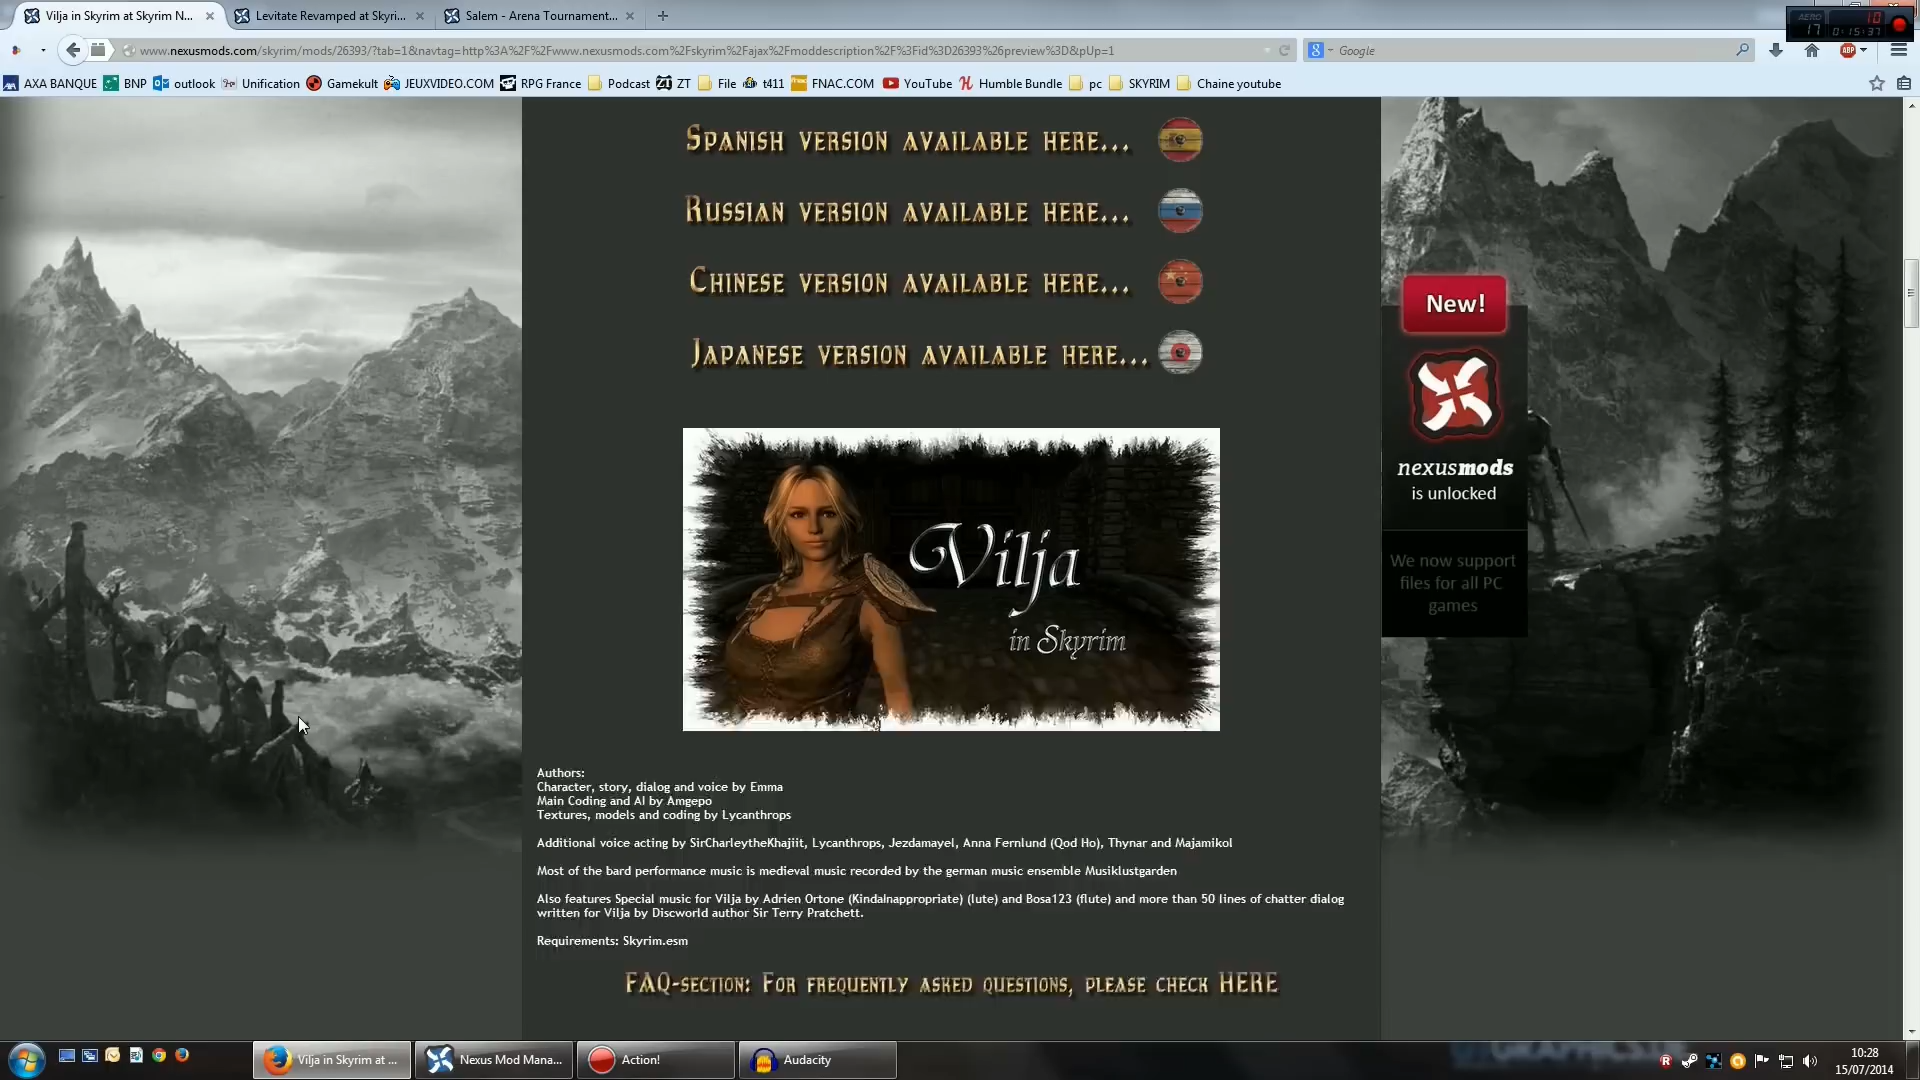 Vilja in Skyrim at Skyrim N...
Levitate Revamped at Skyri...
Salem - Arena Tournament...
AERO 17
10
0:15:37
www.nexusmods.com/skyrim/mods/26393/?tab=1&navtag=http%3A%2F%2Fwww.nexusmods.com%2Fskyrim%2Fajax%2Fmoddescription%2F%3Fid%3D26393%26preview%3D&pUp=1
Google
AXA BANQUE
BNP
outlook
Unification
Gamekult
JEUXVIDEO.COM
RPG France
Podcast
ZT
File
t411
FNAC.COM
YouTube
Humble Bundle
pc
SKYRIM
Chaine youtube
Spanish version available here...
Russian version available here...
Chinese version available here...
Japanese version available here...
New!
nexusmods
is unlocked
We now support
files for all PC
games
Vilja
in Skyrim
Authors:
Character, story, dialog and voice by Emma
Main Coding and AI by Amgepo
Textures, models and coding by Lycanthrops
Additional voice acting by SirCharleytheKhajiit, Lycanthrops, Jezdamayel, Anna Fernlund (Qod Ho), Thynar and Majamikol
Most of the bard performance music is medieval music recorded by the german music ensemble Musiklustgarden
Also features Special music for Vilja by Adrien Ortone (KindaInappropriate) (lute) and Bosa123 (flute) and more than 50 lines of chatter dialog
written for Vilja by Discworld author Sir Terry Pratchett.
Requirements: Skyrim.esm
FAQ-section: For frequently asked questions, please check HERE
Vilja in Skyrim at ...
Nexus Mod Mana...
Action!
Audacity
10:28
15/07/2014